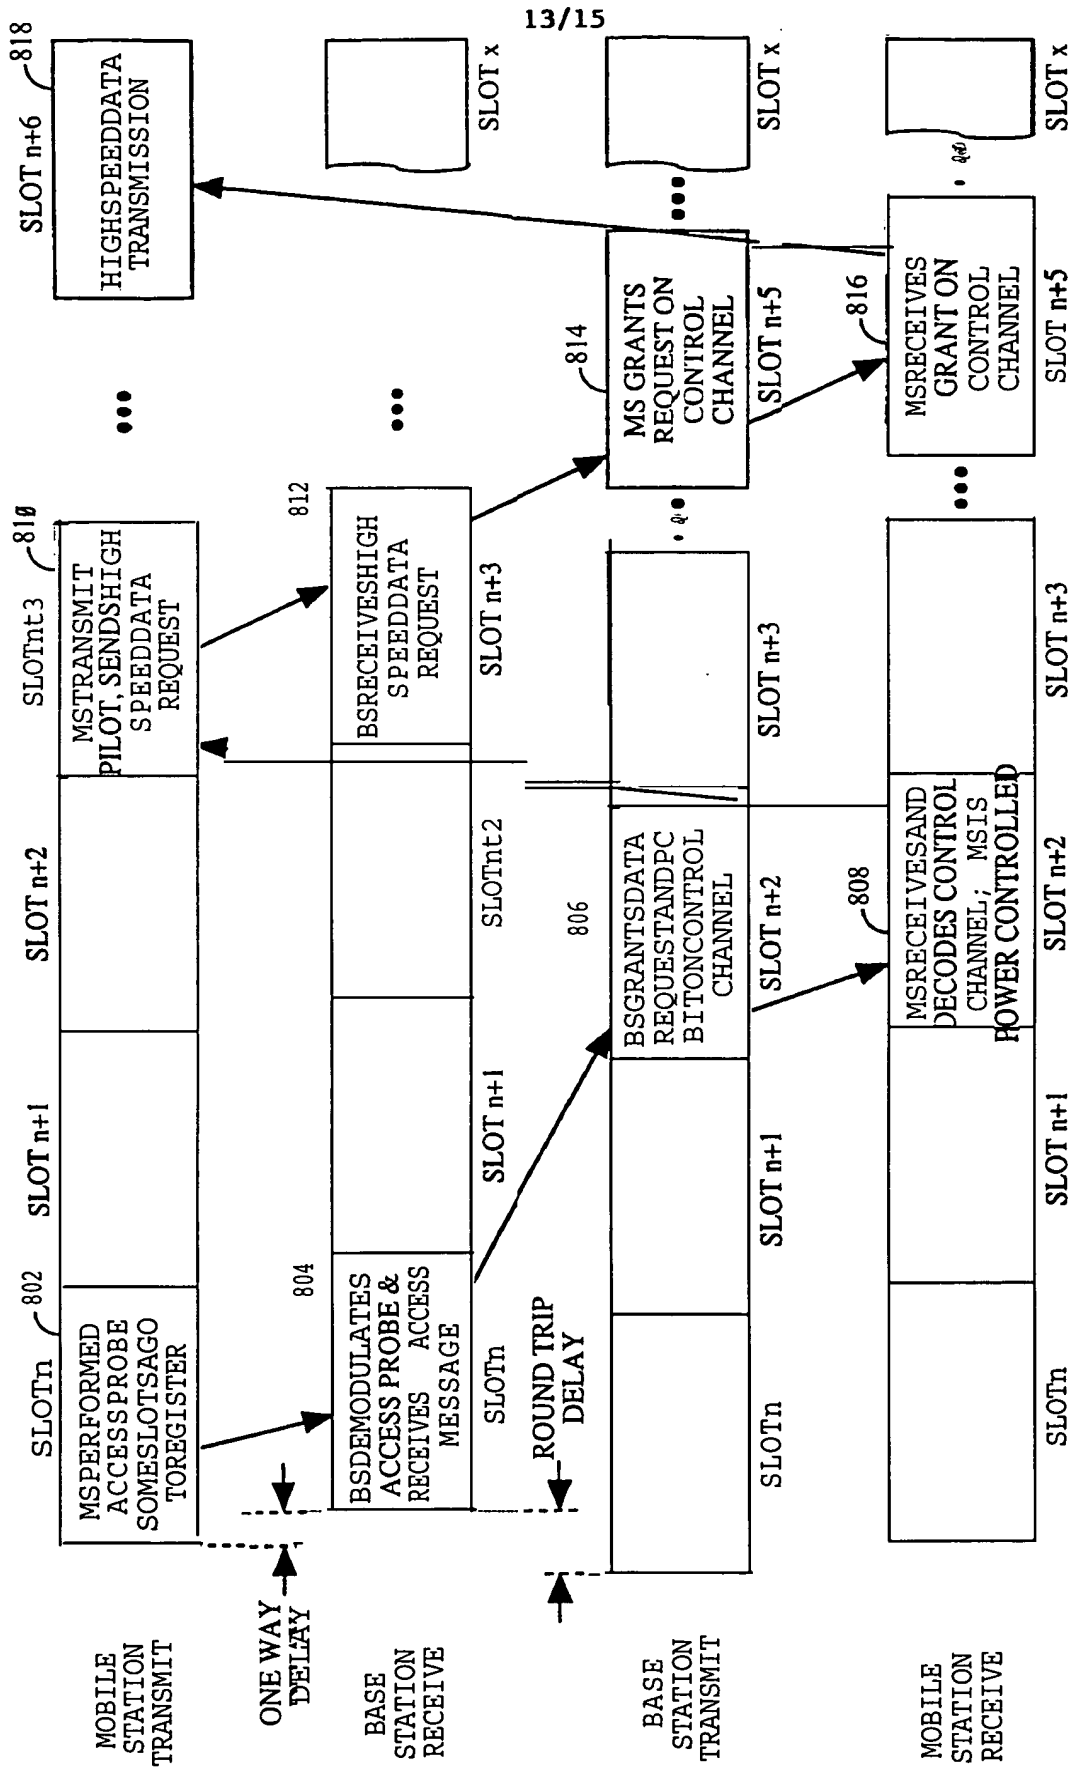 13/15
MOBILE
STATION
TRANSMIT
SLOTn
802
MSPERFORMED
ACCESSPROBE
SOMESLOTSAGO
TOREGISTER
SLOT n+1
SLOT n+2
SLOTnt3
810
MSTRANSMIT
PILOT, SENDSHIGH
SPEEDDATA
REQUEST
•••
SLOT n+6
818
HIGHSPEEDDATA
TRANSMISSION
ONE WAY
DELAY
BASE
STATION
RECEIVE
804
BSDEMODULATES
ACCESS PROBE &
RECEIVES ACCESS
MESSAGE
SLOTn
SLOT n+1
SLOTnt2
812
BSRECEIVESHIGH
SPEEDDATA
REQUEST
SLOT n+3
•••
SLOT x
ROUND TRIP
DELAY
BASE
STATION
TRANSMIT
SLOTn
SLOT n+1
806
BSGRANTSDATA
REQUESTANDPC
BITONCONTROL
CHANNEL
SLOT n+2
SLOT n+3
814
MS GRANTS
REQUEST ON
CONTROL
CHANNEL
SLOT n+5
•••
SLOT x
MOBILE
STATION
RECEIVE
SLOTn
SLOT n+1
808
MSRECEIVESAND
DECODES CONTROL
CHANNEL; MSIS
POWER CONTROLLED
SLOT n+2
SLOT n+3
•••
816
MSRECEIVES
GRANT ON
CONTROL
CHANNEL
SLOT n+5
SLOT x